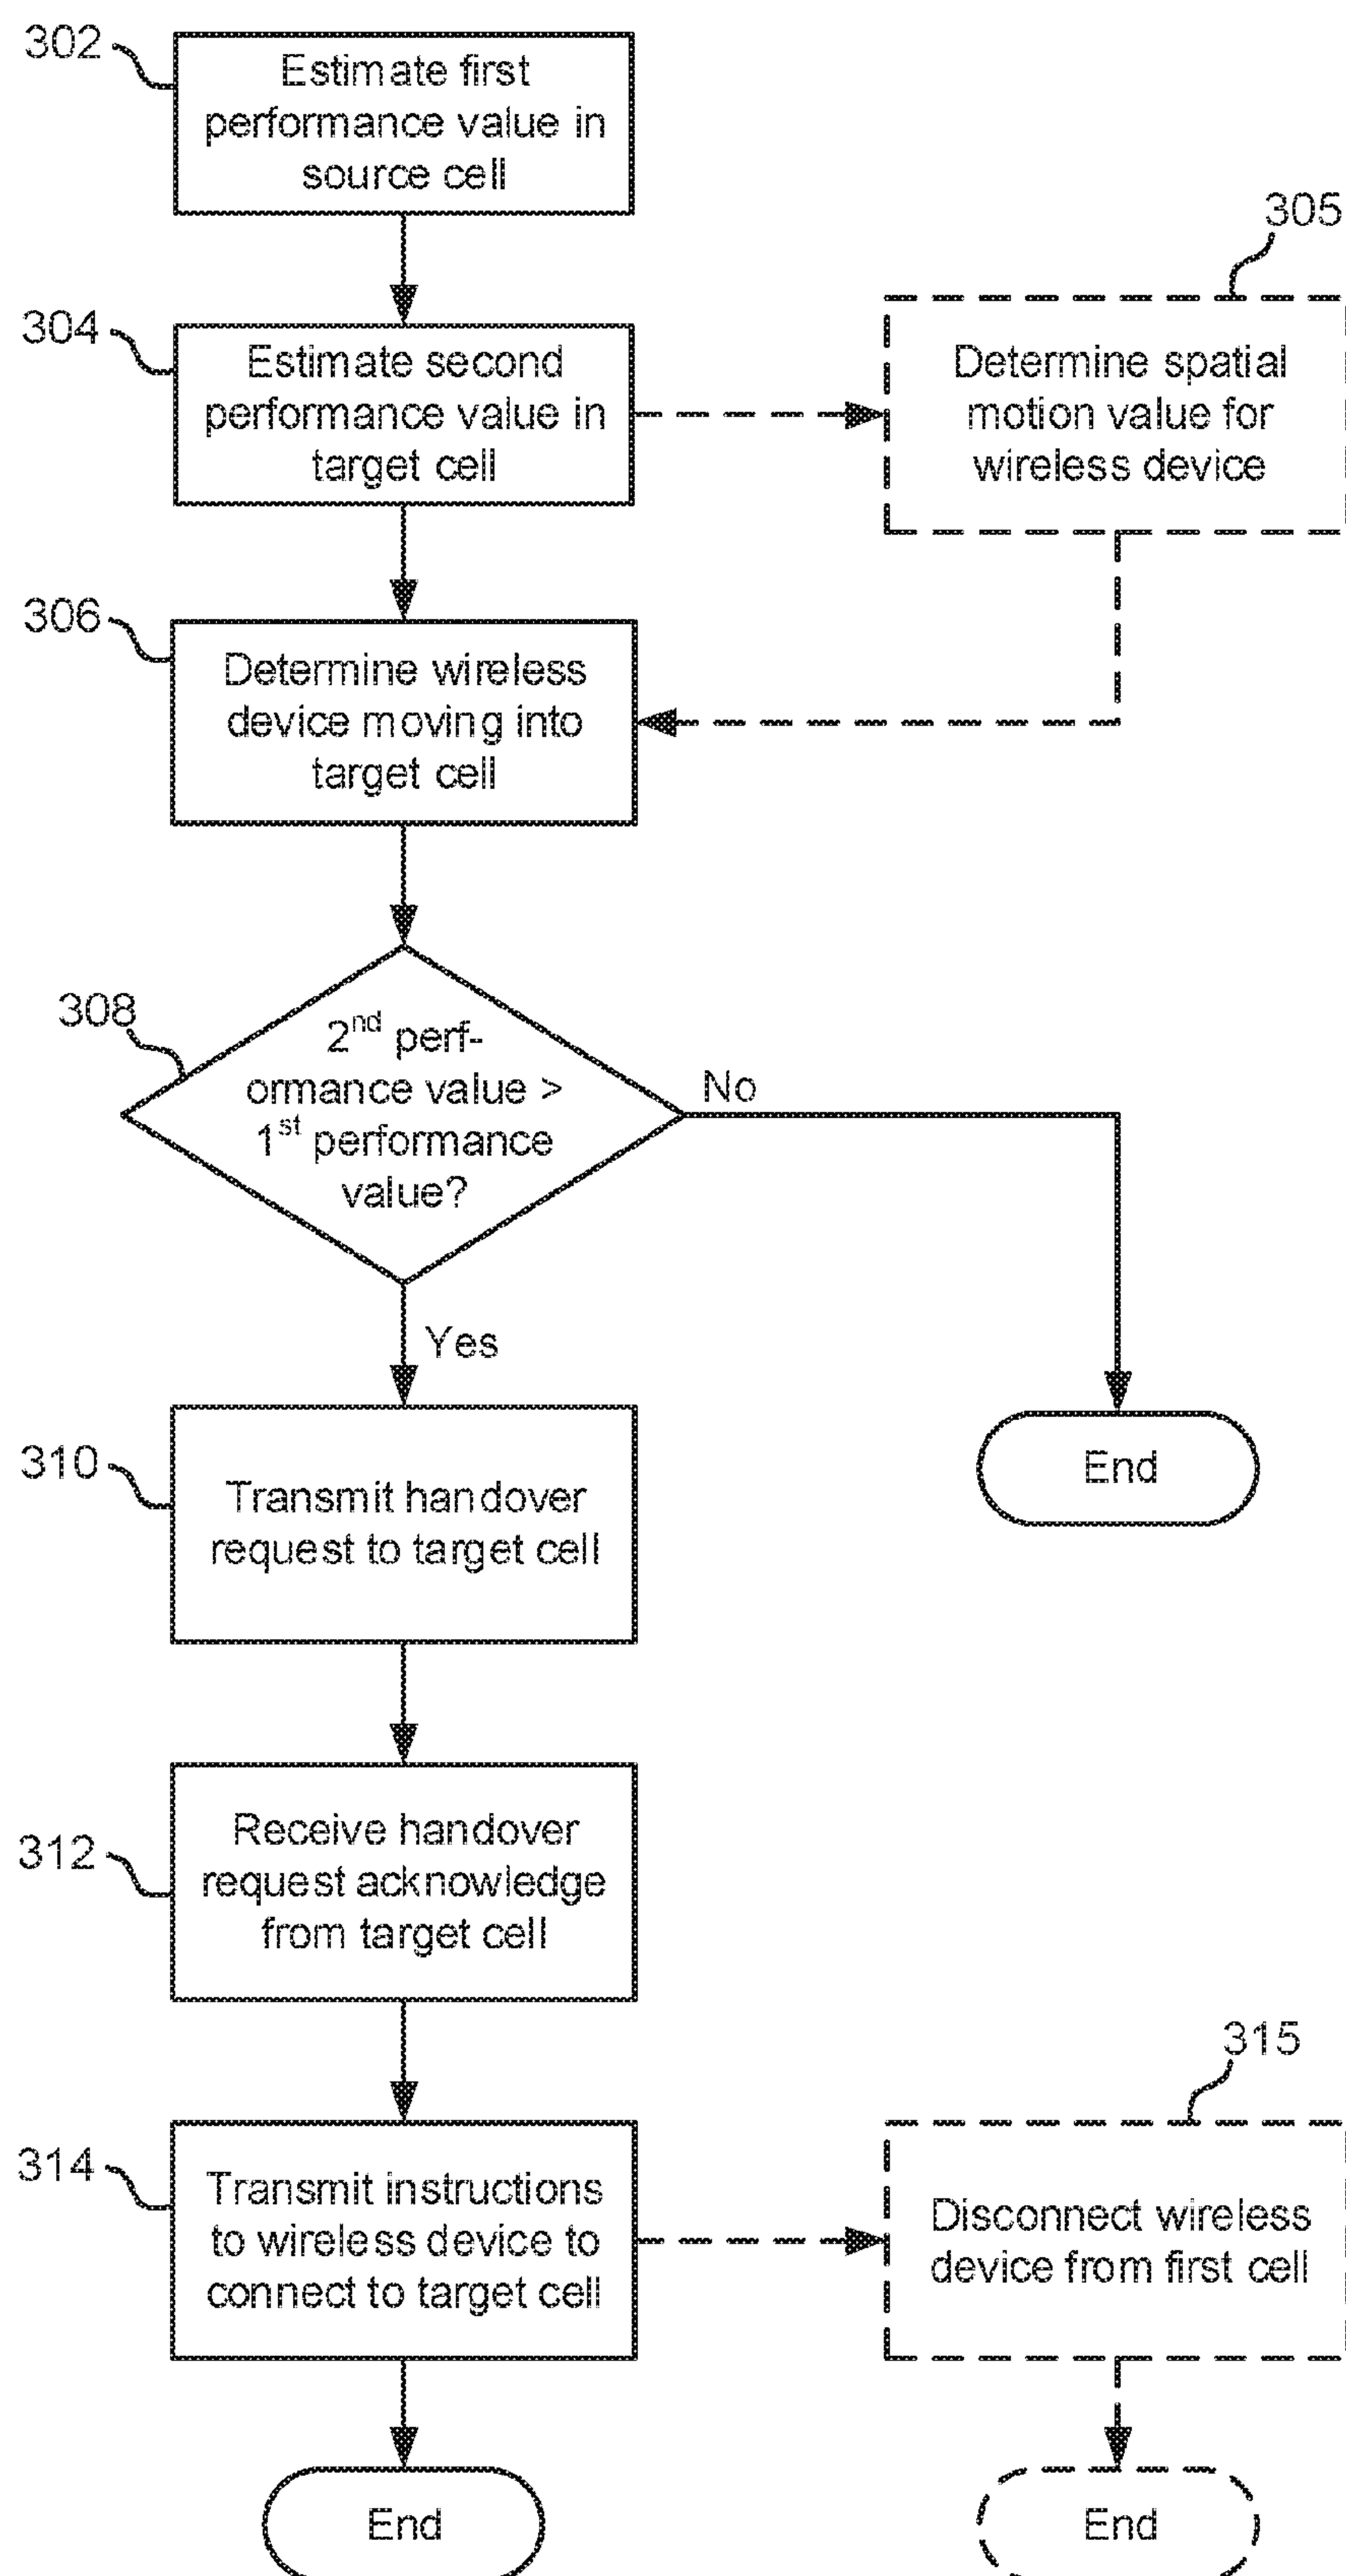 302
Estimate first
performance value in
source cell
305
304
Estimate second
performance value in
target cell
Determine spatial
motion value for
wireless device
306
Determine wireless
device moving into
target cell
308
2nd perf-
ormance value >
1st performance
value?
No
Yes
310
Transmit handover
request to target cell
End
312
Receive handover
request acknowledge
from target cell
315
314
Transmit instructions
to wireless device to
connect to target cell
Disconnect wireless
device from first cell
End
End